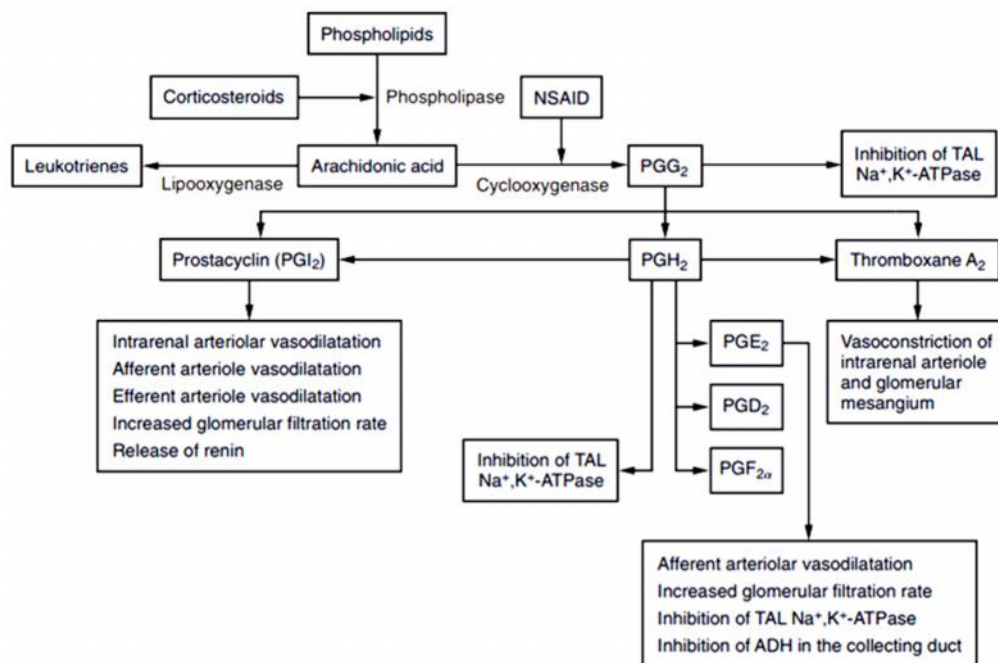 Phospholipids
Corticosteroids
Phospholipase
NSAID
Leukotrienes
Lipooxygenase
Arachidonic acid
Cyclooxygenase
PGG₂
Inhibition of TAL
Na⁺,K⁺-ATPase
Prostacyclin (PGI₂)
PGH₂
Thromboxane A₂
Intrarenal arteriolar vasodilatation
Afferent arteriole vasodilatation
Efferent arteriole vasodilatation
Increased glomerular filtration rate
Release of renin
PGE₂
PGD₂
PGF₂α
Vasoconstriction of
intrarenal arteriole
and glomerular
mesangium
Inhibition of TAL
Na⁺,K⁺-ATPase
Afferent arteriolar vasodilatation
Increased glomerular filtration rate
Inhibition of TAL Na⁺,K⁺-ATPase
Inhibition of ADH in the collecting duct